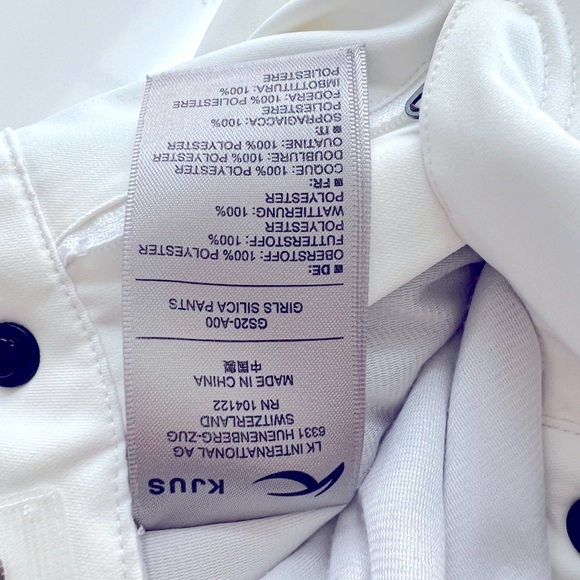 KJUS
LK INTERNATIONAL AG
6331 HUENENBERG-ZUG
SWITZERLAND
RN 104122
MADE IN CHINA
中国製
GS20-A00
GIRLS SILICA PANTS
DE:
OBERSTOFF: 100% POLYESTER
FUTTERSTOFF: 100%
POLYESTER
WATTIERUNG: 100%
POLYESTER
FR:
COQUE: 100% POLYESTER
DOUBLURE: 100% POLYESTER
OUATINE: 100% POLYESTER
IT:
SOPRAGIACCA: 100%
POLIESTERE
FODERA: 100% POLIESTERE
IMBOTTITURA: 100%
POLIESTERE